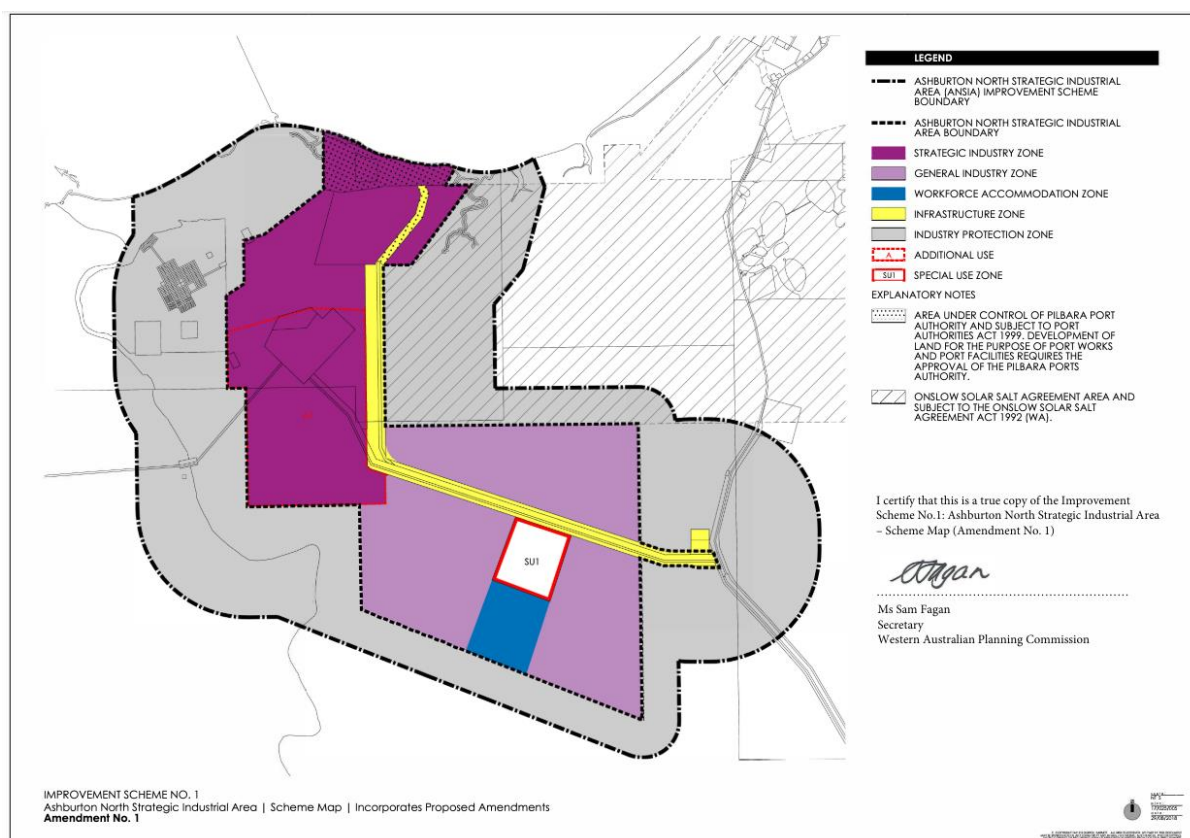 LEGEND
ASHBURTON NORTH STRATEGIC INDUSTRIAL
AREA (ANSIA) IMPROVEMENT SCHEME
BOUNDARY
ASHBURTON NORTH STRATEGIC INDUSTRIAL
AREA BOUNDARY
STRATEGIC INDUSTRY ZONE
GENERAL INDUSTRY ZONE
WORKFORCE ACCOMMODATION ZONE
INFRASTRUCTURE ZONE
INDUSTRY PROTECTION ZONE
A ADDITIONAL USE
SU1 SPECIAL USE ZONE
EXPLANATORY NOTES
AREA UNDER CONTROL OF PILBARA PORT
AUTHORITY AND SUBJECT TO PORT
AUTHORITIES ACT 1999. DEVELOPMENT OF
LAND FOR THE PURPOSE OF PORT WORKS
AND PORT FACILITIES REQUIRES THE
APPROVAL OF THE PILBARA PORTS
AUTHORITY.
ONSLOW SOLAR SALT AGREEMENT AREA AND
SUBJECT TO THE ONSLOW SOLAR SALT
AGREEMENT ACT 1992 (WA).
SU1
I certify that this is a true copy of the Improvement
Scheme No.1: Ashburton North Strategic Industrial Area
– Scheme Map (Amendment No. 1)
Ms Sam Fagan
Secretary
Western Australian Planning Commission
IMPROVEMENT SCHEME NO. 1
Ashburton North Strategic Industrial Area | Scheme Map | Incorporates Proposed Amendments
Amendment No. 1